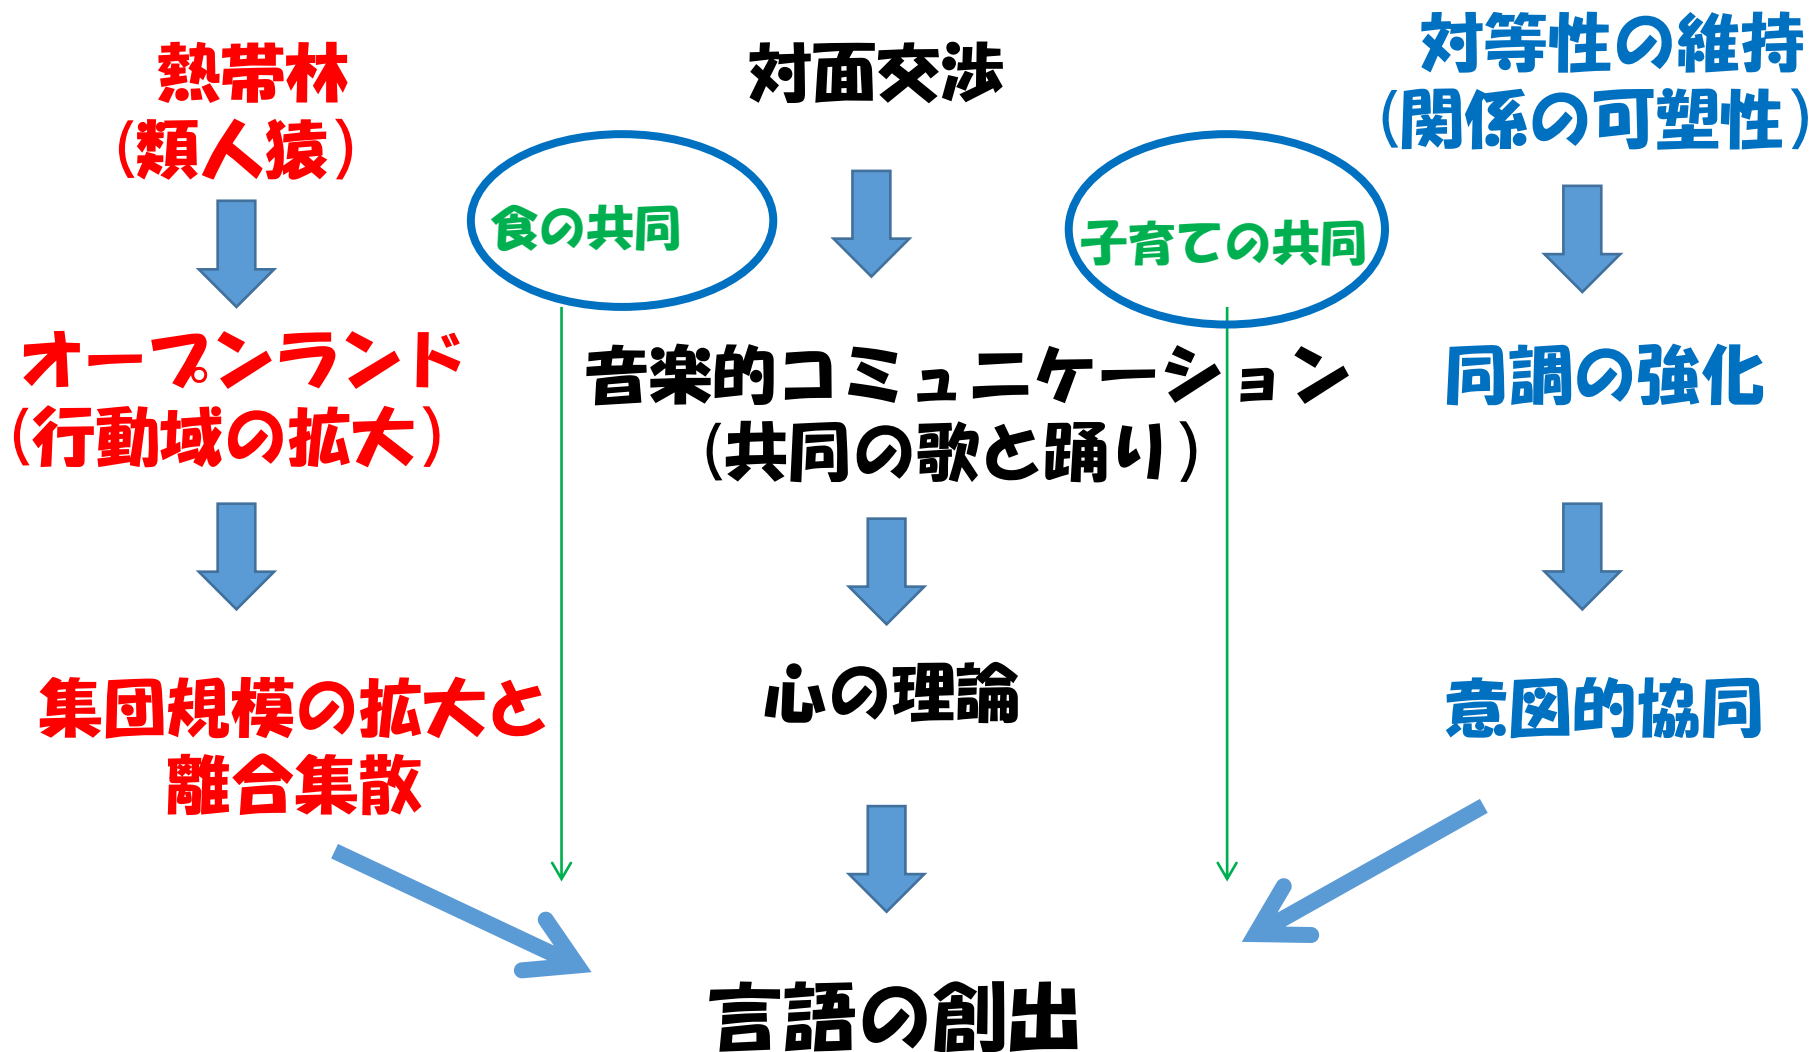 熱帯林
(類人猿)
オープンランド
(行動域の拡大)
集団規模の拡大と
離合集散
食の共同
対面交渉
音楽的コミュニケーション
(共同の歌と踊り)
心の理論
言語の創出
子育ての共同
対等性の維持
(関係の可塑性)
同調の強化
意図的協同